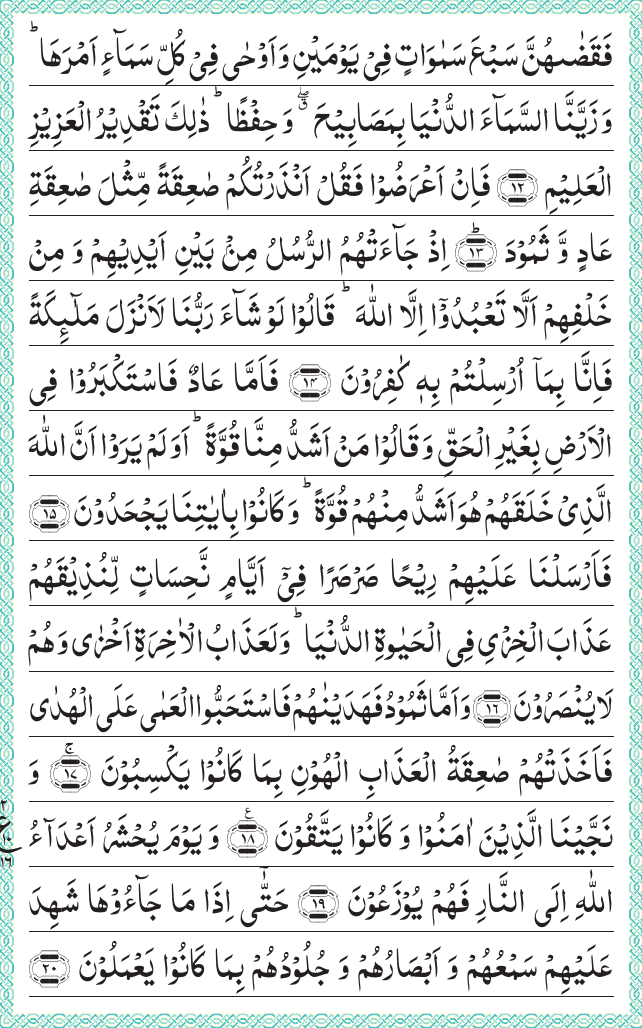 فَقَضٰىهُنَّ سَبْعَ سَمٰوَاتٍ فِیْ یَوْمَیْنِ وَ اَوْحٰی فِیْ كُلِّ سَمَآءٍ اَمْرَهَا ؕ
وَ زَیَّنَّا السَّمَآءَ الدُّنْیَا بِمَصَابِیْحَ ۖۗ وَ حِفْظًا ؕ ذٰلِكَ تَقْدِیْرُ الْعَزِیْزِ
الْعَلِیْمِ ﴿۱۲﴾ فَاِنْ اَعْرَضُوْا فَقُلْ اَنْذَرْتُكُمْ صٰعِقَةً مِّثْلَ صٰعِقَةِ
عَادٍ وَّ ثَمُوْدَ ﴿ؕ۱۳﴾ اِذْ جَآءَتْهُمُ الرُّسُلُ مِنْۢ بَیْنِ اَیْدِیْهِمْ وَ مِنْ
خَلْفِهِمْ اَلَّا تَعْبُدُوْۤا اِلَّا اللّٰهَ ؕ قَالُوْا لَوْ شَآءَ رَبُّنَا لَاَنْزَلَ مَلٰٓىِٕكَةً
فَاِنَّا بِمَاۤ اُرْسِلْتُمْ بِهٖ كٰفِرُوْنَ ﴿۱۴﴾ فَاَمَّا عَادٌ فَاسْتَكْبَرُوْا فِی
الْاَرْضِ بِغَیْرِ الْحَقِّ وَ قَالُوْا مَنْ اَشَدُّ مِنَّا قُوَّةً ؕ اَوَ لَمْ یَرَوْا اَنَّ اللّٰهَ
الَّذِیْ خَلَقَهُمْ هُوَ اَشَدُّ مِنْهُمْ قُوَّةً ؕ وَ كَانُوْا بِاٰیٰتِنَا یَجْحَدُوْنَ ﴿۱۵﴾
فَاَرْسَلْنَا عَلَیْهِمْ رِیْحًا صَرْصَرًا فِیْۤ اَیَّامٍ نَّحِسَاتٍ لِّنُذِیْقَهُمْ
عَذَابَ الْخِزْیِ فِی الْحَیٰوةِ الدُّنْیَا ؕ وَ لَعَذَابُ الْاٰخِرَةِ اَخْزٰی وَ هُمْ
لَا یُنْصَرُوْنَ ﴿۱۶﴾ وَ اَمَّا ثَمُوْدُ فَهَدَیْنٰهُمْ فَاسْتَحَبُّوا الْعَمٰی عَلَی الْهُدٰی
فَاَخَذَتْهُمْ صٰعِقَةُ الْعَذَابِ الْهُوْنِ بِمَا كَانُوْا یَكْسِبُوْنَ ﴿ۚ۱۷﴾ وَ
نَجَّیْنَا الَّذِیْنَ اٰمَنُوْا وَ كَانُوْا یَتَّقُوْنَ ﴿۱۸﴾ ع وَ یَوْمَ یُحْشَرُ اَعْدَآءُ
اللّٰهِ اِلَی النَّارِ فَهُمْ یُوْزَعُوْنَ ﴿۱۹﴾ حَتّٰۤی اِذَا مَا جَآءُوْهَا شَهِدَ
عَلَیْهِمْ سَمْعُهُمْ وَ اَبْصَارُهُمْ وَ جُلُوْدُهُمْ بِمَا كَانُوْا یَعْمَلُوْنَ ﴿۲۰﴾